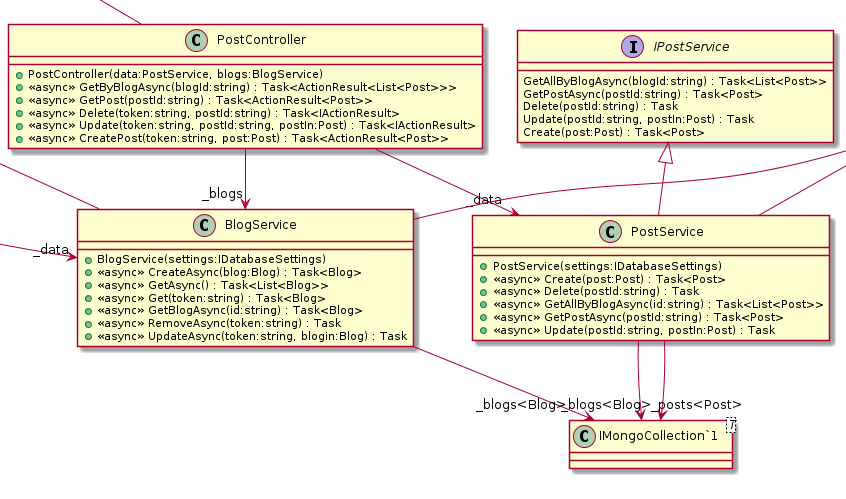 C PostController
PostController(data:PostService, blogs:BlogService)
«async» GetByBlogAsync(blogId:string) : Task<ActionResult<List<Post>>>
«async» GetPost(postId:string) : Task<ActionResult<Post>>
«async» Delete(token:string, postId:string) : Task<IActionResult>
«async» Update(token:string, postId:string, postIn:Post) : Task<IActionResult>
«async» CreatePost(token:string, post:Post) : Task<ActionResult<Post>>
I IPostService
GetAllByBlogAsync(blogId:string) : Task<List<Post>>
GetPostAsync(postId:string) : Task<Post>
Delete(postId:string) : Task
Update(postId:string, postIn:Post) : Task
Create(post:Post) : Task<Post>
_blogs
_data
_data
C BlogService
BlogService(settings:IDatabaseSettings)
«async» CreateAsync(blog:Blog) : Task<Blog>
«async» GetAsync() : Task<List<Blog>>
«async» Get(token:string) : Task<Blog>
«async» GetBlogAsync(id:string) : Task<Blog>
«async» RemoveAsync(token:string) : Task
«async» UpdateAsync(token:string, blogin:Blog) : Task
C PostService
PostService(settings:IDatabaseSettings)
«async» Create(post:Post) : Task<Post>
«async» Delete(postId:string) : Task
«async» GetAllByBlogAsync(id:string) : Task<List<Post>>
«async» GetPostAsync(postId:string) : Task<Post>
«async» Update(postId:string, postIn:Post) : Task
_blogs<Blog>
_blogs<Blog>
_posts<Post>
C IMongoCollection`1
T